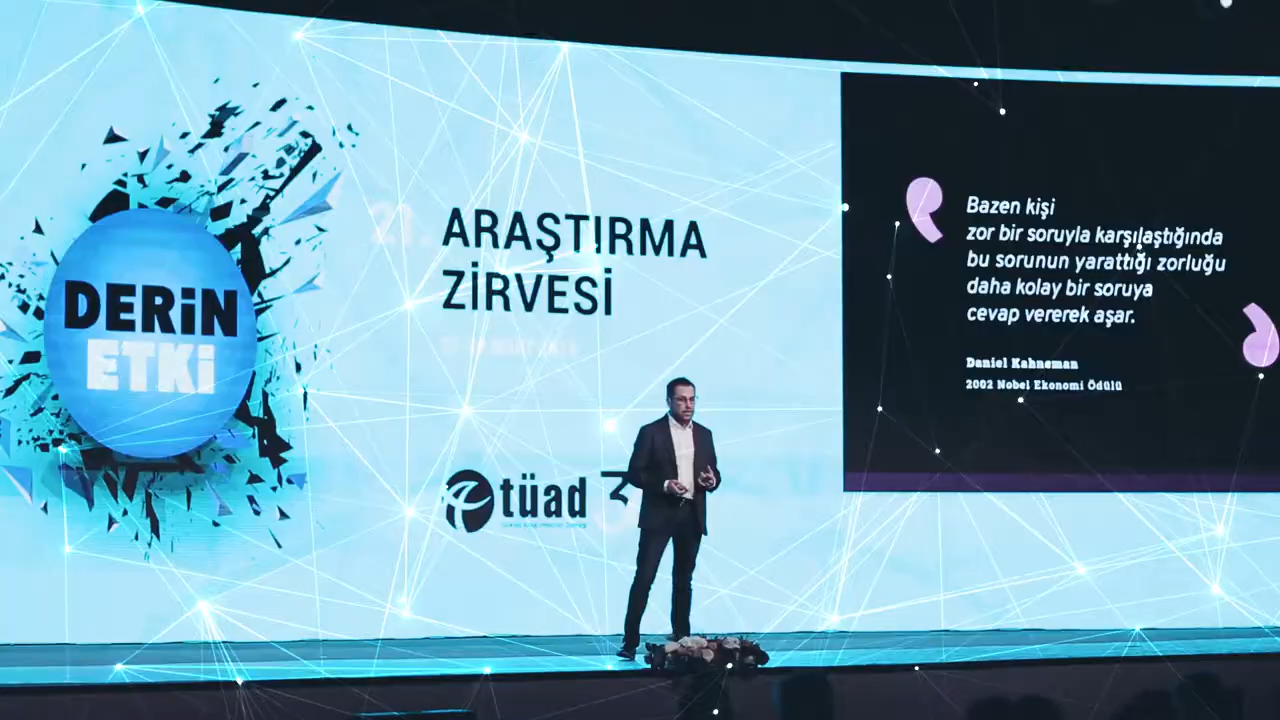 DERiN
ETKi
21. ARAŞTIRMA
ZİRVESİ
tüad
Bazen kişi
zor bir soruyla karşılaştığında
bu sorunun yarattığı zorluğu
daha kolay bir soruya
cevap vererek aşar.
Daniel Kahneman
2002 Nobel Ekonomi Ödülü